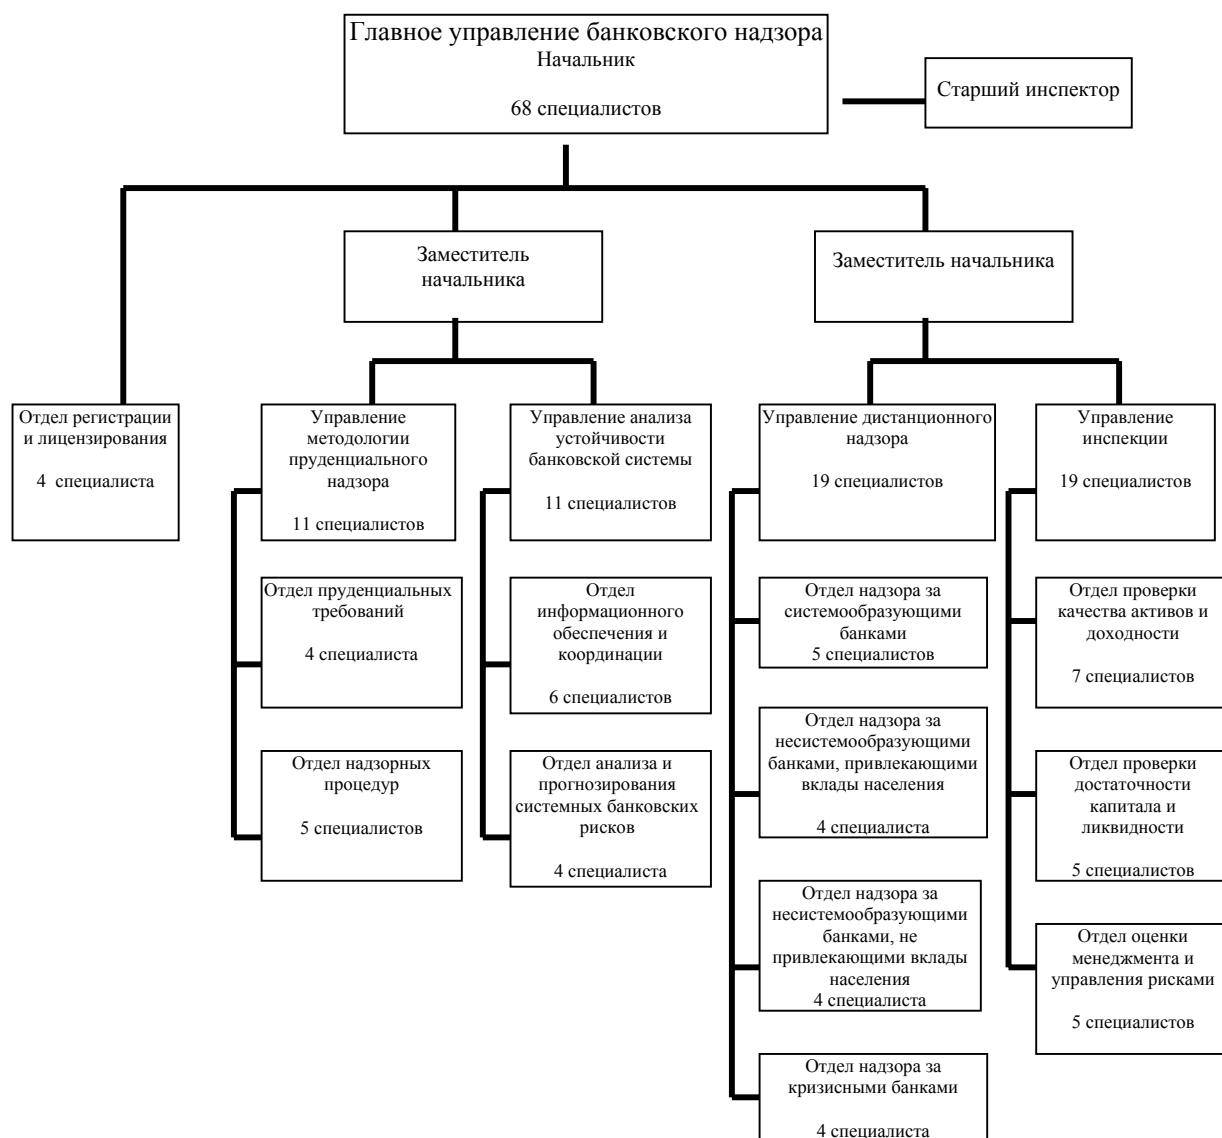 Главное управление банковского надзора
Начальник
68 специалистов
Старший инспектор
Заместитель
начальника
Заместитель начальника
Отдел регистрации
и лицензирования
4 специалиста
Управление
методологии
пруденциального
надзора
11 специалистов
Управление анализа
устойчивости
банковской системы
11 специалистов
Управление дистанционного
надзора
19 специалистов
Управление
инспекции
19 специалистов
Отдел пруденциальных
требований
4 специалиста
Отдел надзорных
процедур
5 специалистов
Отдел
информационного
обеспечения и
координации
6 специалистов
Отдел анализа и
прогнозирования
системных банковских
рисков
4 специалиста
Отдел надзора за
системообразующими
банками
5 специалистов
Отдел надзора за
несистемообразующими
банками, привлекающими
вклады населения
4 специалиста
Отдел надзора за
несистемообразующими
банками, не
привлекающими вклады
населения
4 специалиста
Отдел надзора за
кризисными банками
4 специалиста
Отдел проверки
качества активов и
доходности
7 специалистов
Отдел проверки
достаточности
капитала и
ликвидности
5 специалистов
Отдел оценки
менеджмента и
управления рисками
5 специалистов